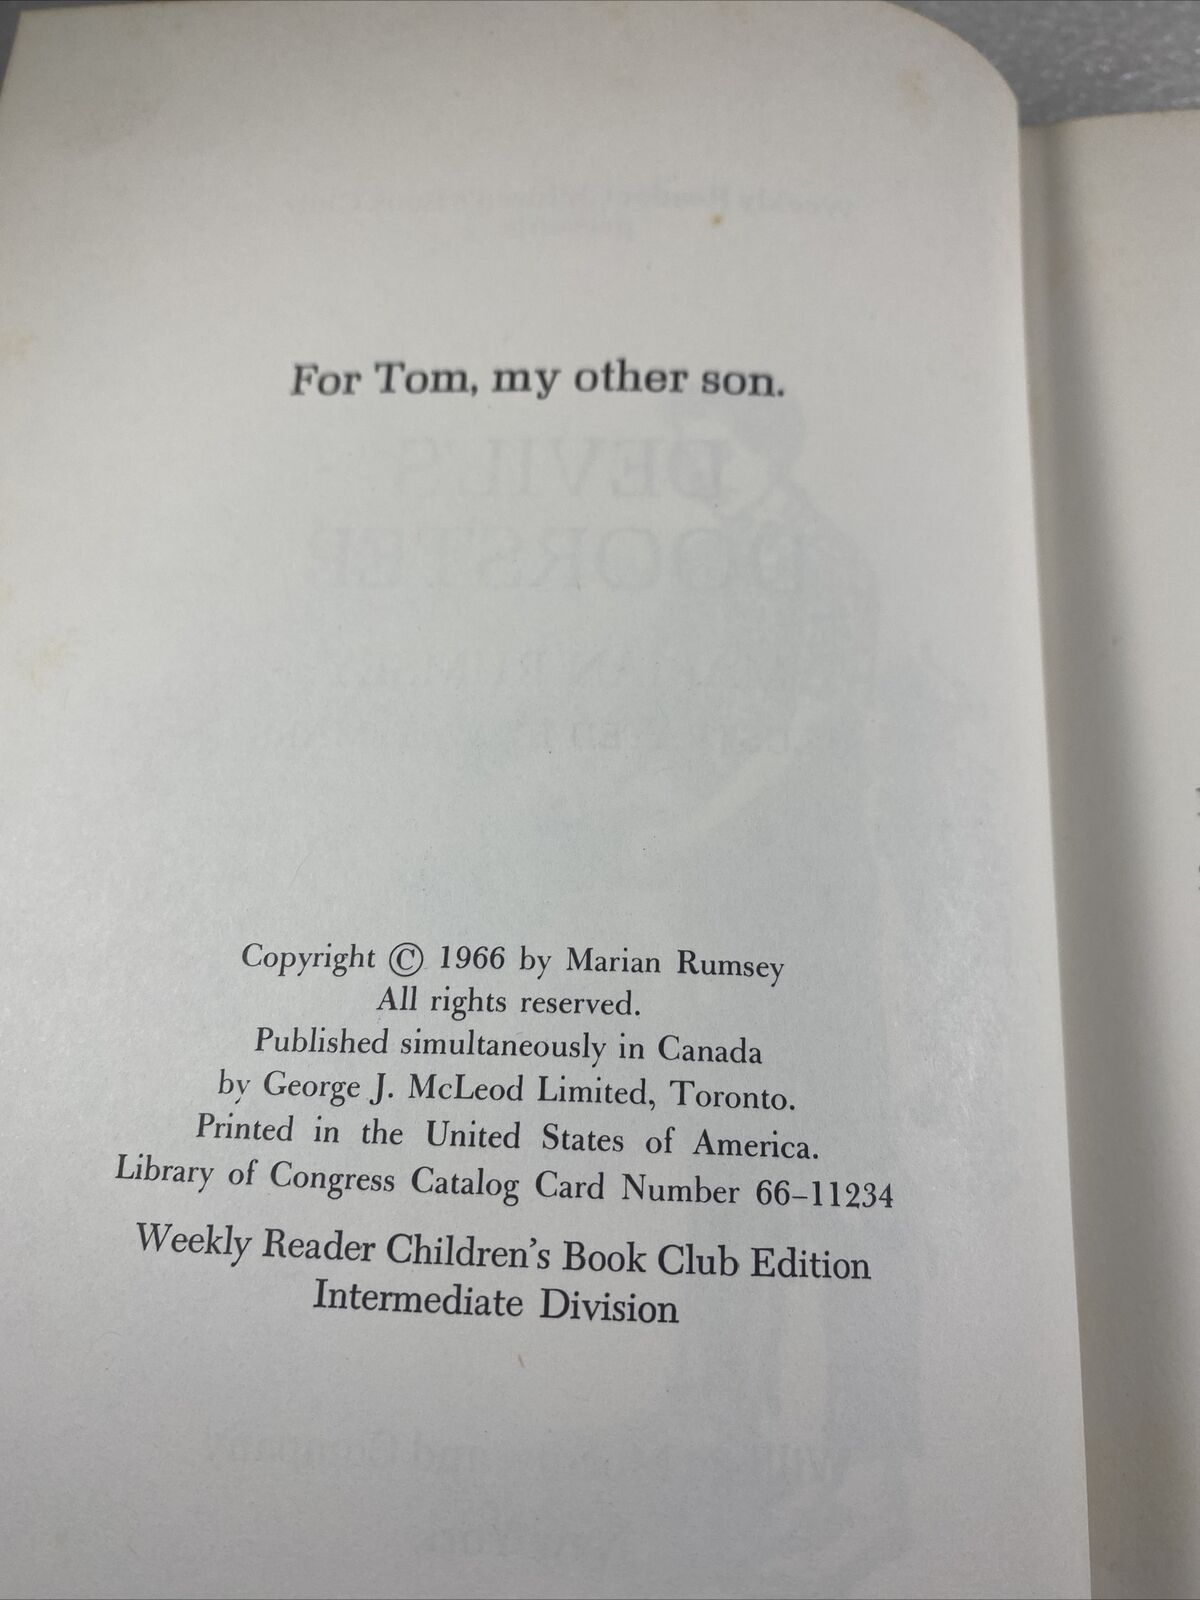 For Tom, my other son.
DEVIL'S
DOORSTEP
Copyright © 1966 by Marian Rumsey
All rights reserved.
Published simultaneously in Canada
by George J. McLeod Limited, Toronto.
Printed in the United States of America.
Library of Congress Catalog Card Number 66–11234
Weekly Reader Children's Book Club Edition
Intermediate Division